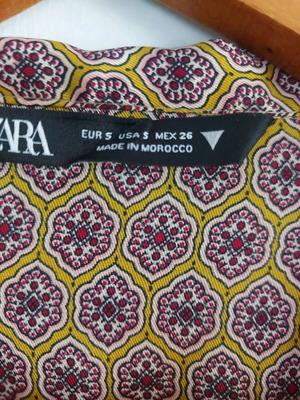 ZARA
EUR S USA S MEX 26
MADE IN MOROCCO